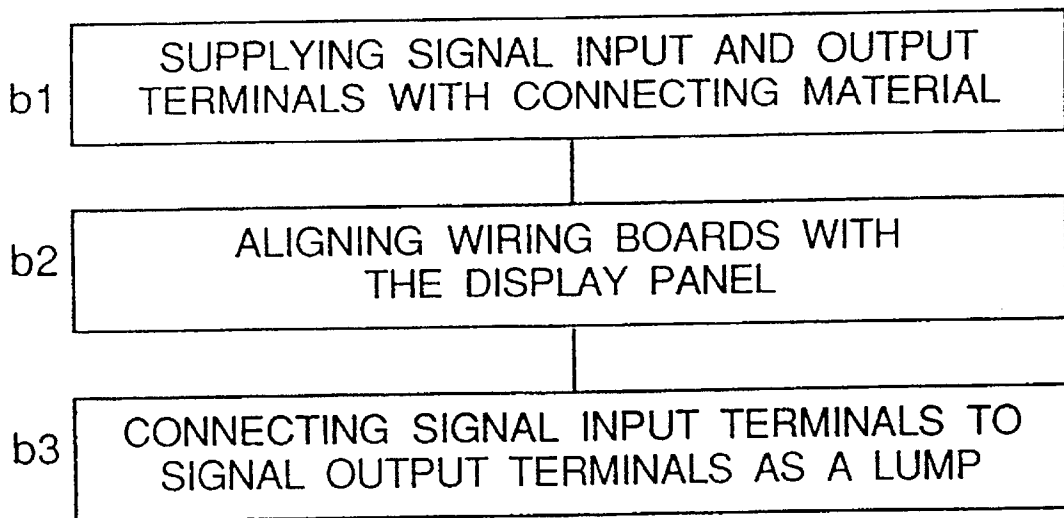 b1
SUPPLYING SIGNAL INPUT AND OUTPUT
TERMINALS WITH CONNECTING MATERIAL
b2
ALIGNING WIRING BOARDS WITH
THE DISPLAY PANEL
b3
CONNECTING SIGNAL INPUT TERMINALS TO
SIGNAL OUTPUT TERMINALS AS A LUMP